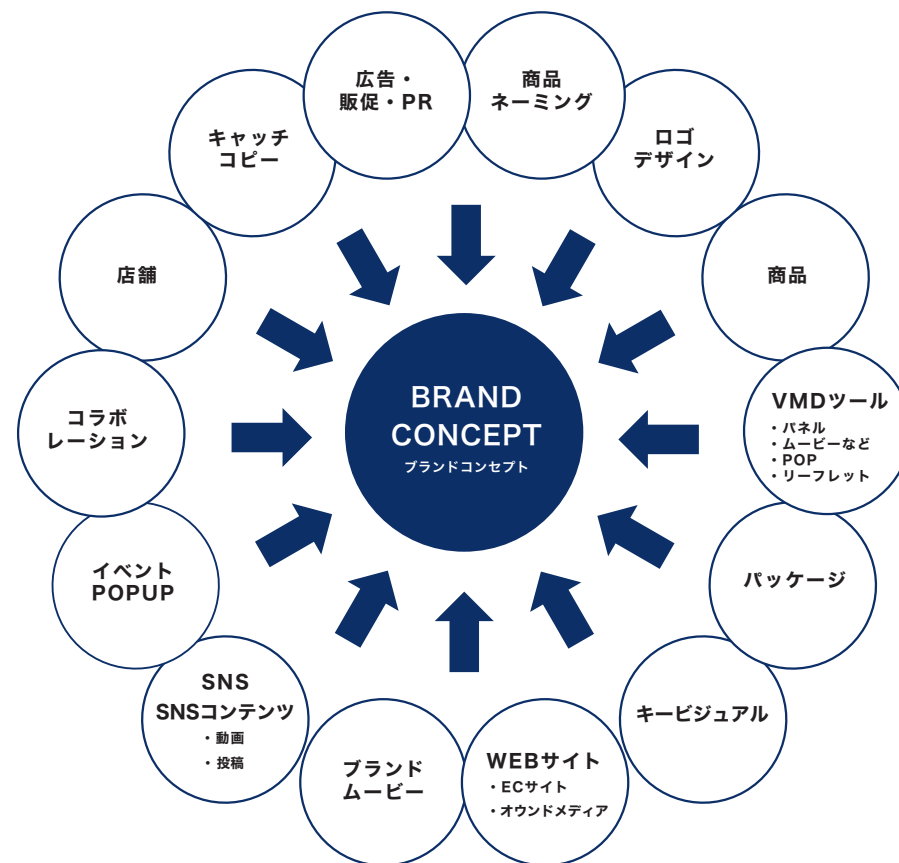 広告・
販促・PR
商品
ネーミング
ロゴ
デザイン
商品
VMDツール
・パネル
・ムービーなど
・POP
・リーフレット
パッケージ
キービジュアル
WEBサイト
・ECサイト
・オウンドメディア
ブランド
ムービー
SNS
SNSコンテンツ
・動画
・投稿
イベント
POPUP
コラボ
レーション
店舗
キャッチ
コピー
BRAND
CONCEPT
ブランドコンセプト